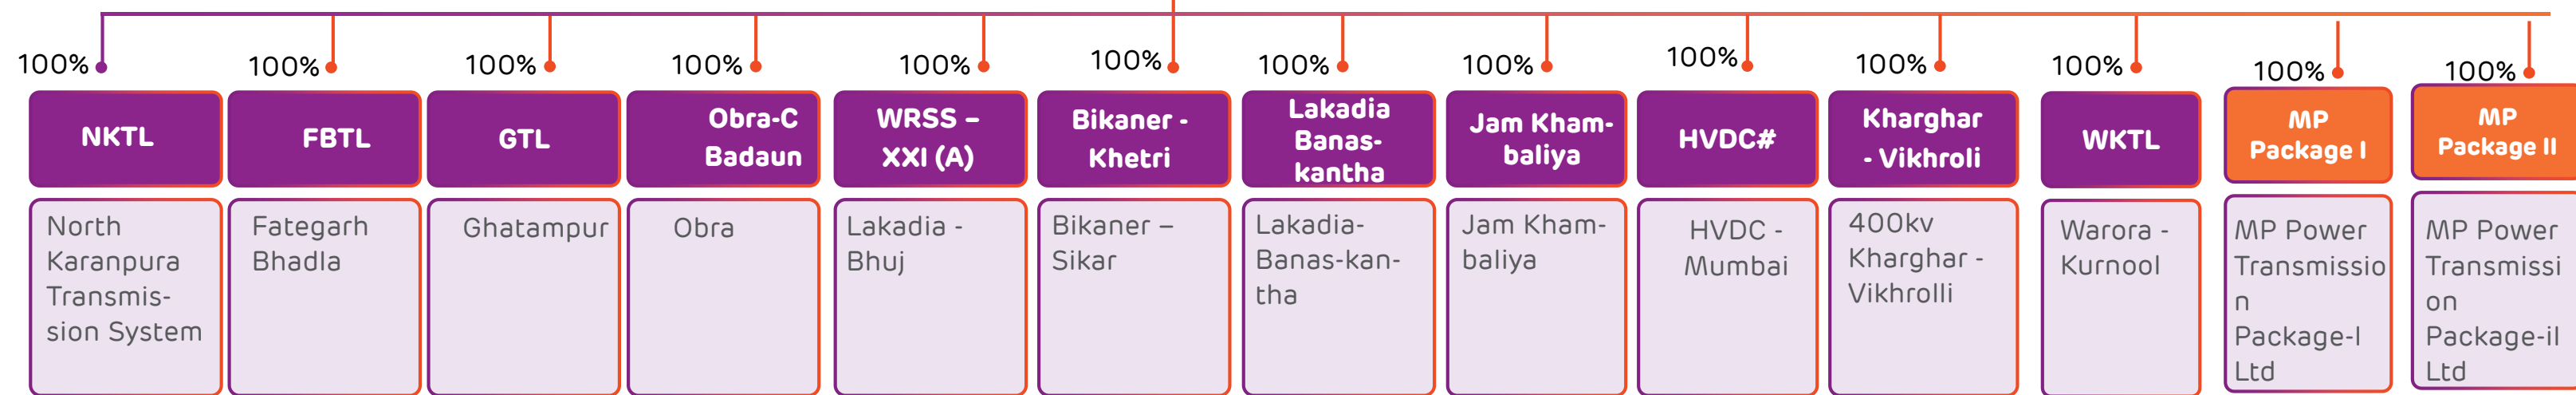 100%
100%
100%
100%
100%
100%
100%
100%
100%
100%
100%
100%
100%
NKTL
FBTL
GTL
Obra-C
Badaun
WRSS –
XXI (A)
Bikaner -
Khetri
Lakadia
Banas-
kantha
Jam Kham-
baliya
HVDC#
Kharghar
- Vikhroli
WKTL
MP
Package I
MP
Package II
North
Karanpura
Transmis-
sion System
Fategarh
Bhadla
Ghatampur
Obra
Lakadia -
Bhuj
Bikaner –
Sikar
Lakadia-
Banas-kan-
tha
Jam Kham-
baliya
HVDC -
Mumbai
400kv
Kharghar -
Vikhrolli
Warora -
Kurnool
MP Power
Transmissio
n
Package-I
Ltd
MP Power
Transmissi
on
Package-iI
Ltd